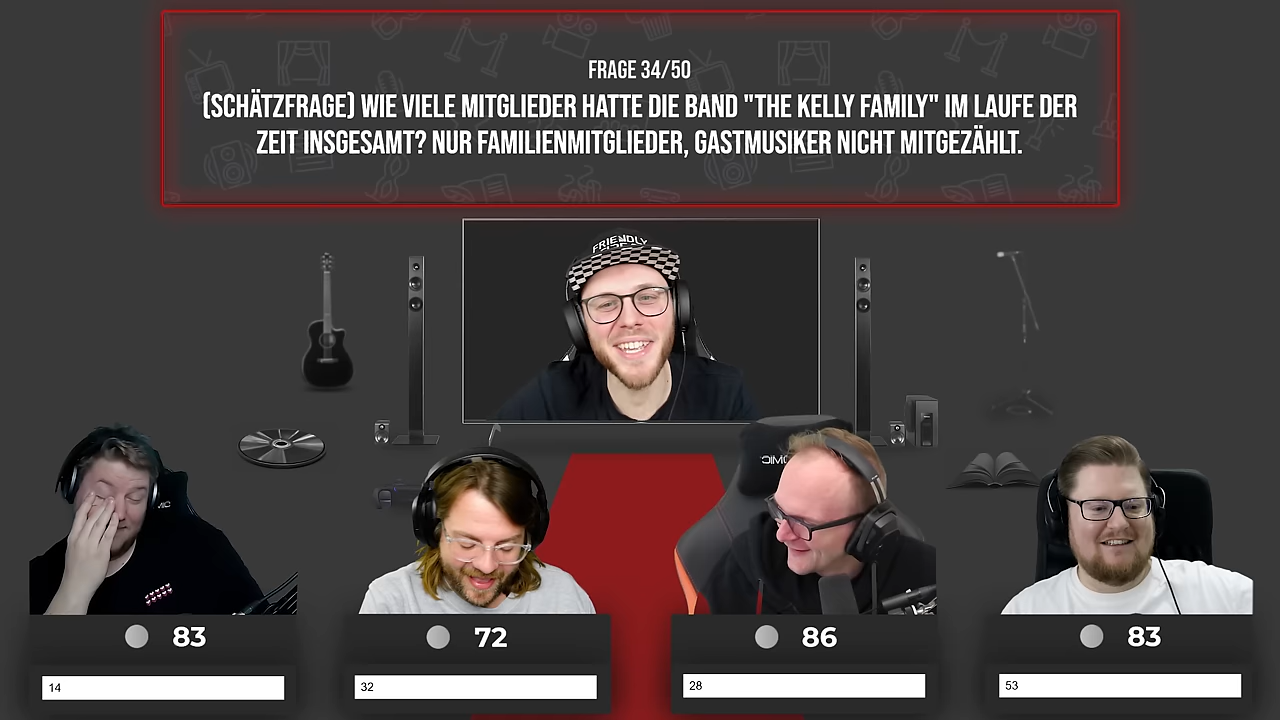 FRAGE 34/50
(SCHÄTZFRAGE) WIE VIELE MITGLIEDER HATTE DIE BAND "THE KELLY FAMILY" IM LAUFE DER
ZEIT INSGESAMT? NUR FAMILIENMITGLIEDER, GASTMUSIKER NICHT MITGEZÄHLT.
FRIENDLY
83
72
86
83
14
32
28
53